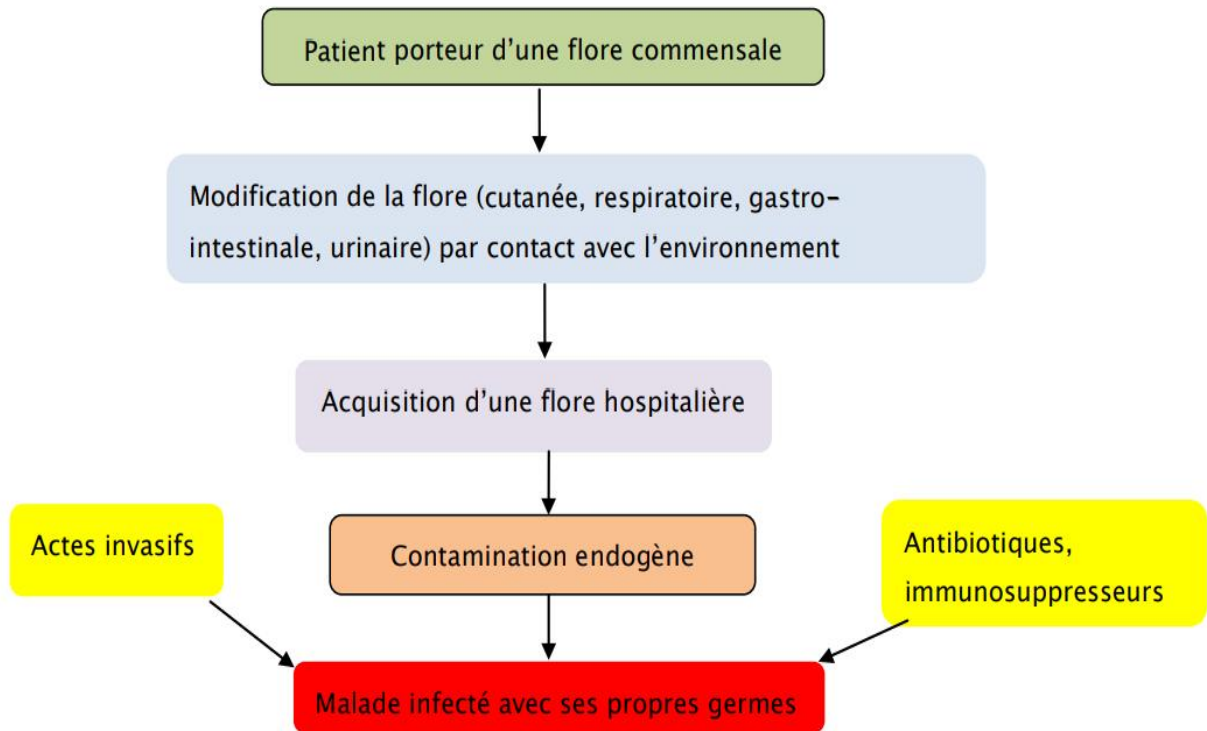 Patient porteur d’une flore commensale
Modification de la flore (cutanée, respiratoire, gastro-
intestinale, urinaire) par contact avec l’environnement
Acquisition d’une flore hospitalière
Actes invasifs
Contamination endogène
Antibiotiques,
immunosuppresseurs
Malade infecté avec ses propres germes